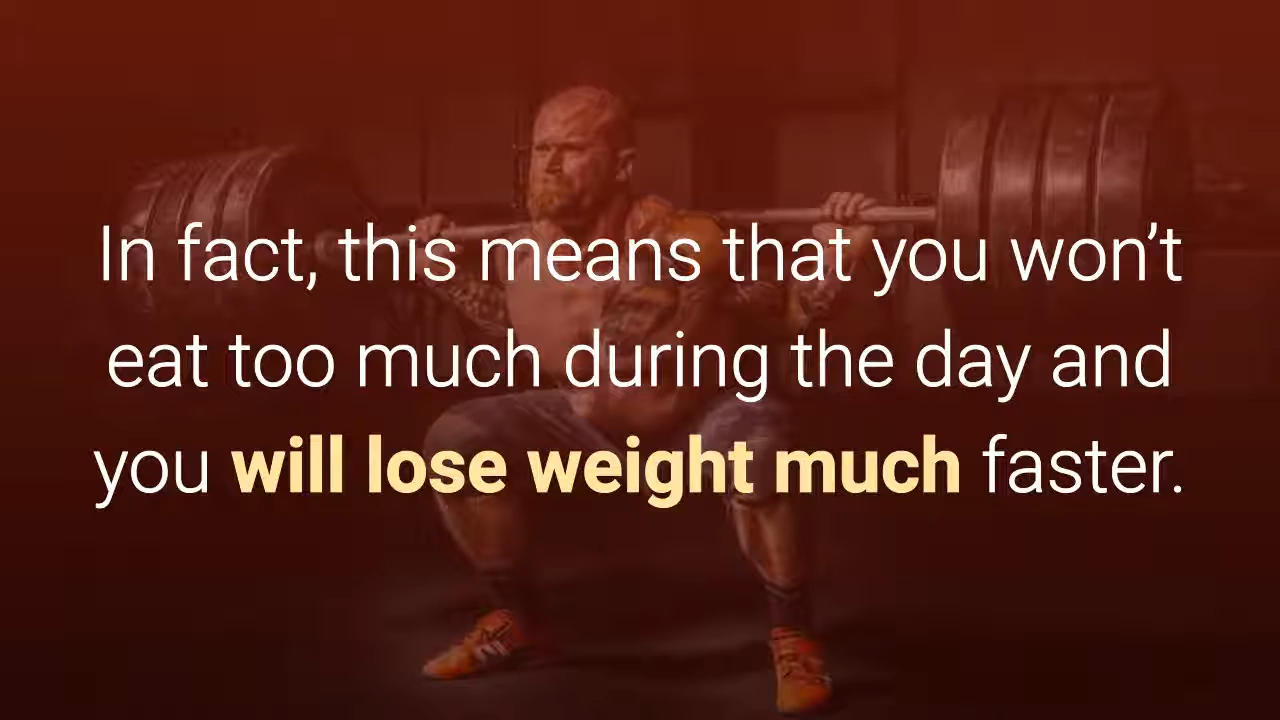 In fact, this means that you won’t
eat too much during the day and
you will lose weight much faster.